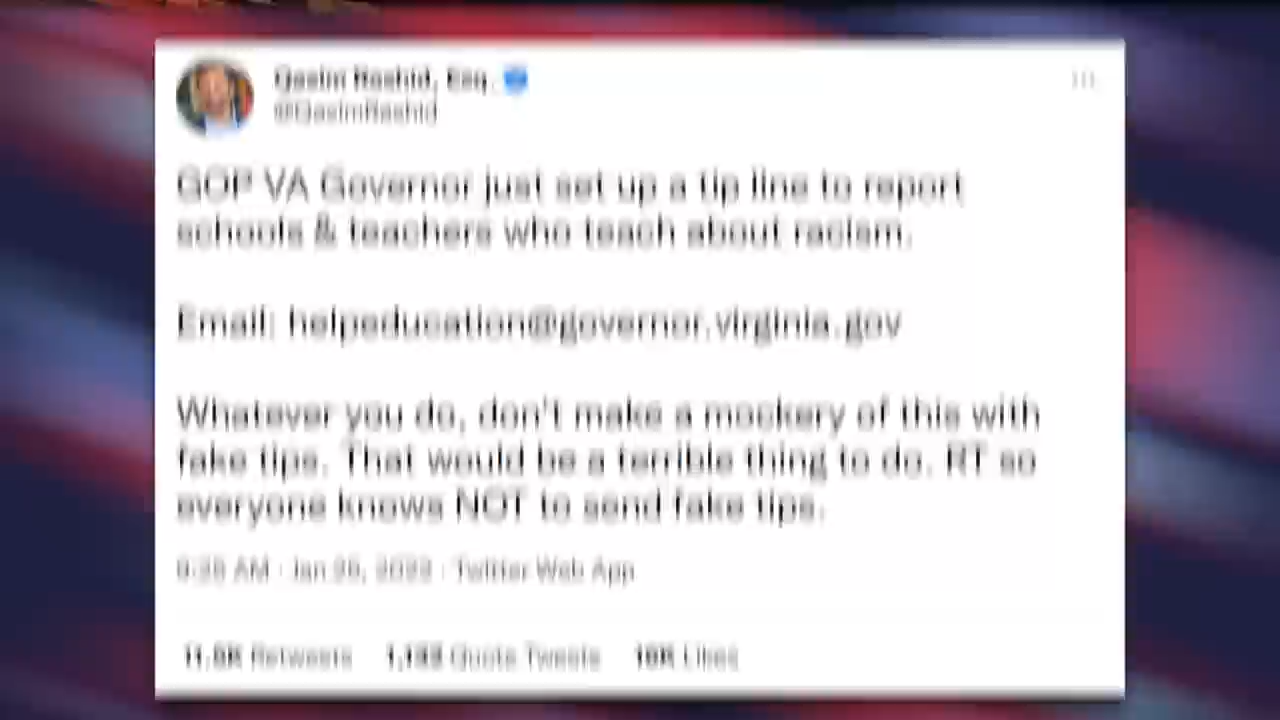 Qasim Rashid, Esq.
@QasimRashid
GOP VA Governor just set up a tip line to report
schools & teachers who teach about racism.
Email: helpeducation@governor.virginia.gov
Whatever you do, don't make a mockery of this with
fake tips. That would be a terrible thing to do. RT so
everyone knows NOT to send fake tips.
AM · Jan 2022 · Twitter Web App
Retweets Quote Tweets Likes